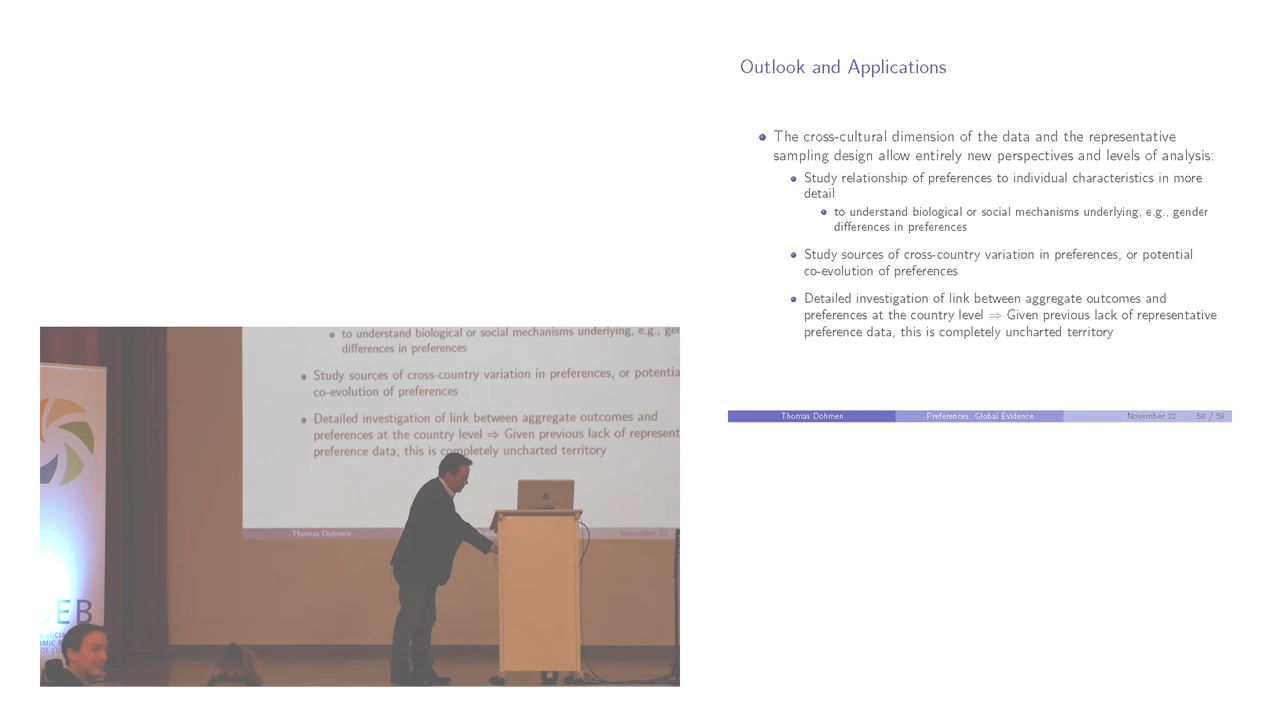 Outlook and Applications
The cross-cultural dimension of the data and the representative
sampling design allow entirely new perspectives and levels of analysis:
Study relationship of preferences to individual characteristics in more
detail
to understand biological or social mechanisms underlying, e.g., gender
differences in preferences
Study sources of cross-country variation in preferences, or potential
co-evolution of preferences
Detailed investigation of link between aggregate outcomes and
preferences at the country level ⇒ Given previous lack of representative
preference data, this is completely uncharted territory
Thomas Dohmen Preferences: Global Evidence November 22 58 / 59
to understand biological or social mechanisms underlying, e.g., ger
differences in preferences
Study sources of cross-country variation in preferences, or potentia
co-evolution of preferences
Detailed investigation of link between aggregate outcomes and
preferences at the country level ⇒ Given previous lack of represent
preference data, this is completely uncharted territory
Thomas Dohmen November 22
EB